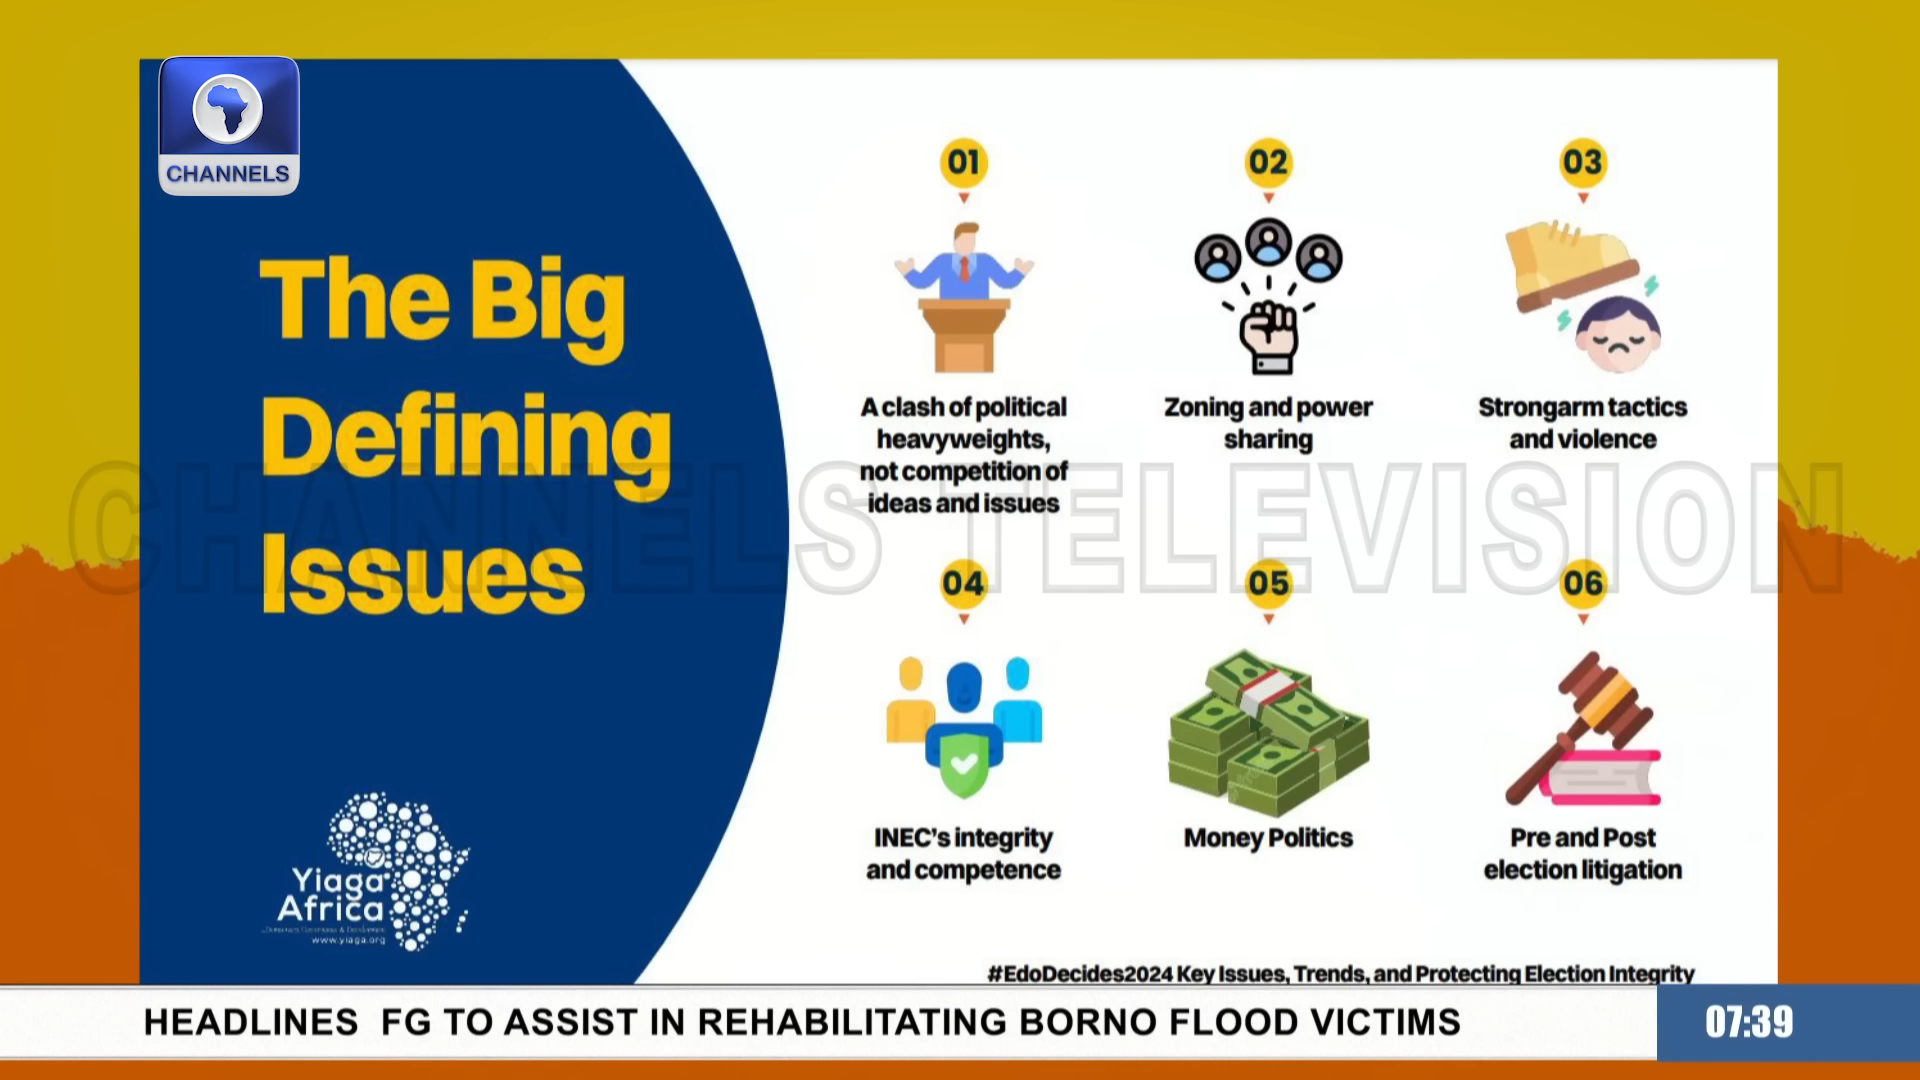 CHANNELS
The Big
Defining
Issues
01
A clash of political
heavyweights,
not competition of
ideas and issues
02
Zoning and power
sharing
03
Strongarm tactics
and violence
04
INEC's integrity
and competence
05
Money Politics
06
Pre and Post
election litigation
CHANNELS TELEVISION
Yiaga
Africa
...Democracy, Governance & Development
www.yiaga.org
#EdoDecides2024 Key Issues, Trends, and Protecting Election Integrity
HEADLINES FG TO ASSIST IN REHABILITATING BORNO FLOOD VICTIMS
07:39